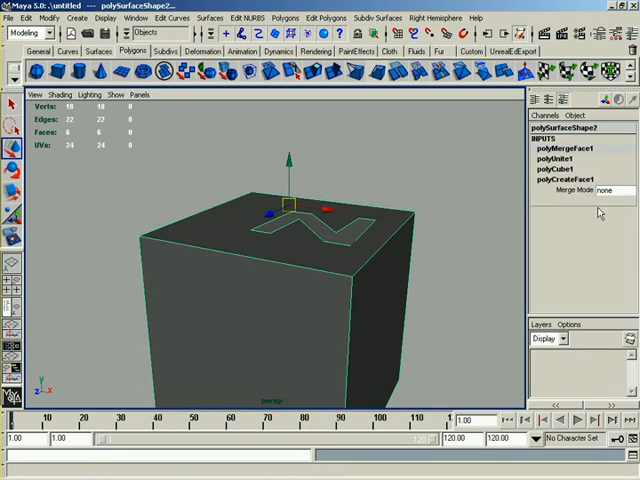 Maya 5.0: .\untitled --- polySurfaceShape2...
File Edit Modify Create Display Window Edit Curves Surfaces Edit NURBS Polygons Edit Polygons Subdiv Surfaces Right Hemisphere Help
Modeling Objects
General Curves Surfaces Polygons Subdivs Deformation Animation Dynamics Rendering PaintEffects Cloth Fluids Fur Custom UnrealEdExport
View Shading Lighting Show Panels
Verts: 18 18 0
Edges: 22 22 0
Faces: 6 6 0
UVs: 24 24 0
Channels Object
polySurfaceShape2
INPUTS
polyMergeFace1
polyUnite1
polyCube1
polyCreateFace1
Merge Mode none
Layers Options
Display
y
z x
persp
10 20 30 40 50 60 70 80 90 100 110 1.00
1.00 1.00 120 120.00 120.00 No Character Set